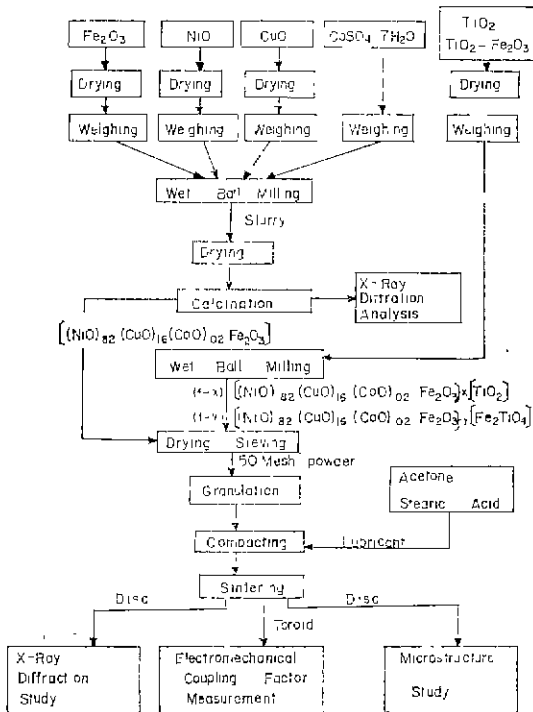 Fe2O3 NiO CuO CoSO4 7H2O TiO2
TiO2-Fe2O3
Drying Drying Drying Drying
Weighing Weighing Weighing Weighing Weighing
Wet Ball Milling
Slurry
Drying
Calcination
X-Ray
Diffration
Analysis
[(NiO)82 (CuO)16 (CoO)02 Fe2O3]
Wet Ball Milling
(1-X) [(NiO)82 (CuO)16 (CoO)02 Fe2O3]X[TiO2]
(1-Y) [(NiO)82 (CuO)16 (CoO)02 Fe2O3]Y[Fe2TiO4]
Drying Sieving
50 Mesh powder
Granulation
Acetone
Stearic Acid
Compacting
Lubricant
Sintering
Disc Toroid Disc
X-Ray
Diffraction
Study
Electromechanical
Coupling Factor
Measurement
Microstructure
Study